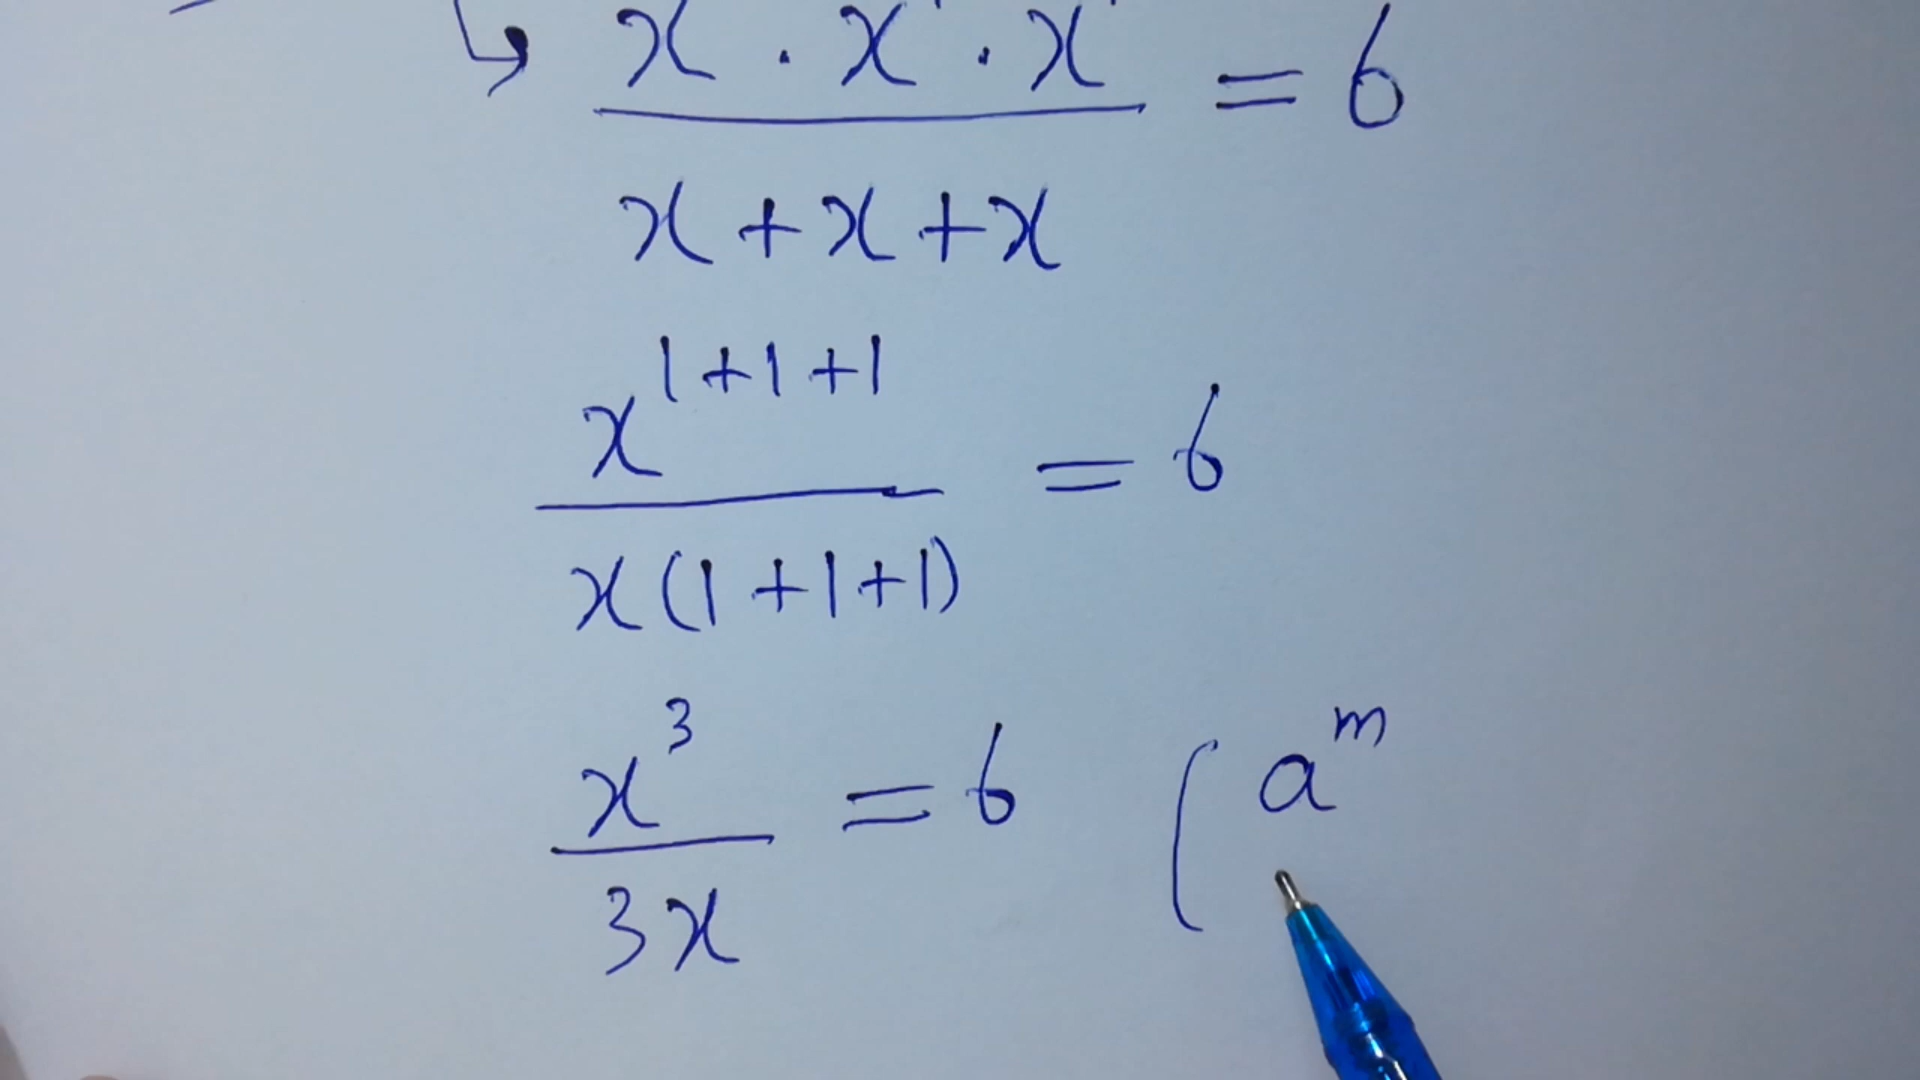 x . x . x = 6
x + x + x
x^{1+1+1} = 6
x(1+1+1)
x^3 = 6 ( a^m
3x